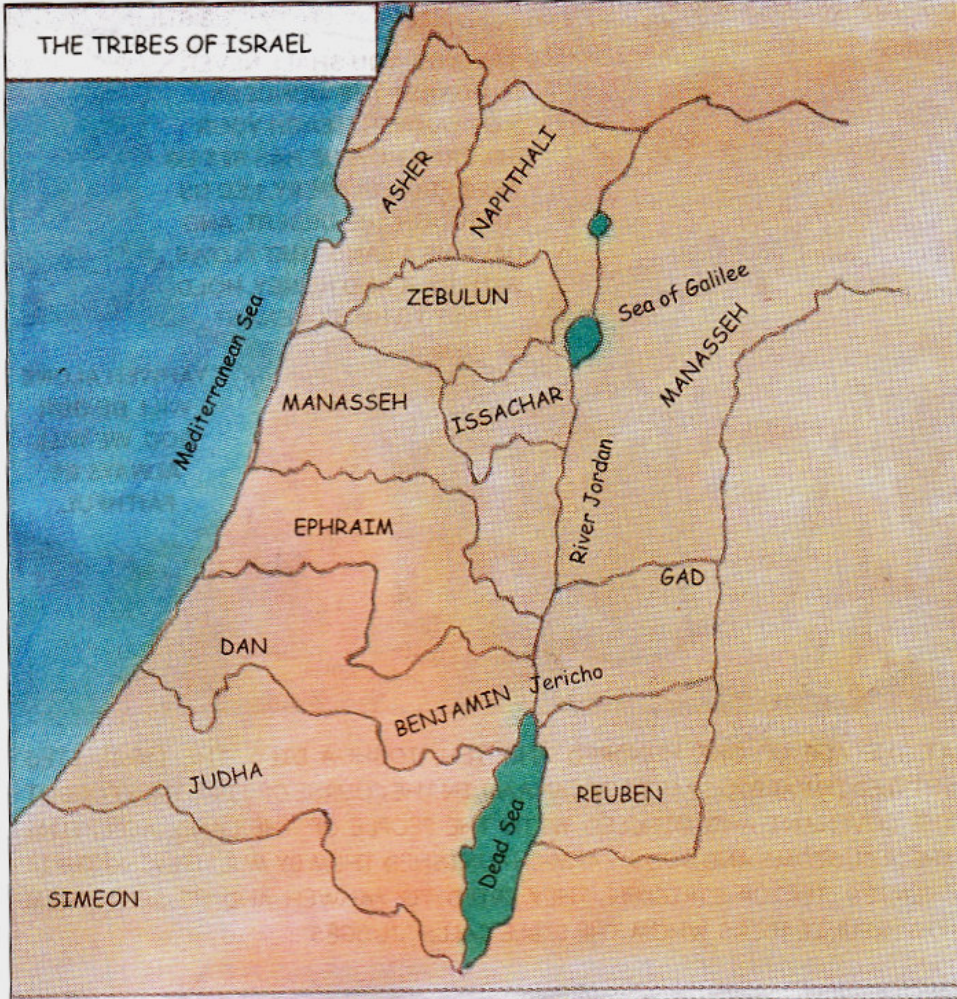 THE TRIBES OF ISRAEL
ASHER
NAPHTHALI
ZEBULUN
Sea of Galilee
Mediterranean Sea
MANASSEH
ISSACHAR
MANASSEH
River Jordan
EPHRAIM
GAD
DAN
BENJAMIN
Jericho
JUDHA
REUBEN
Dead Sea
SIMEON